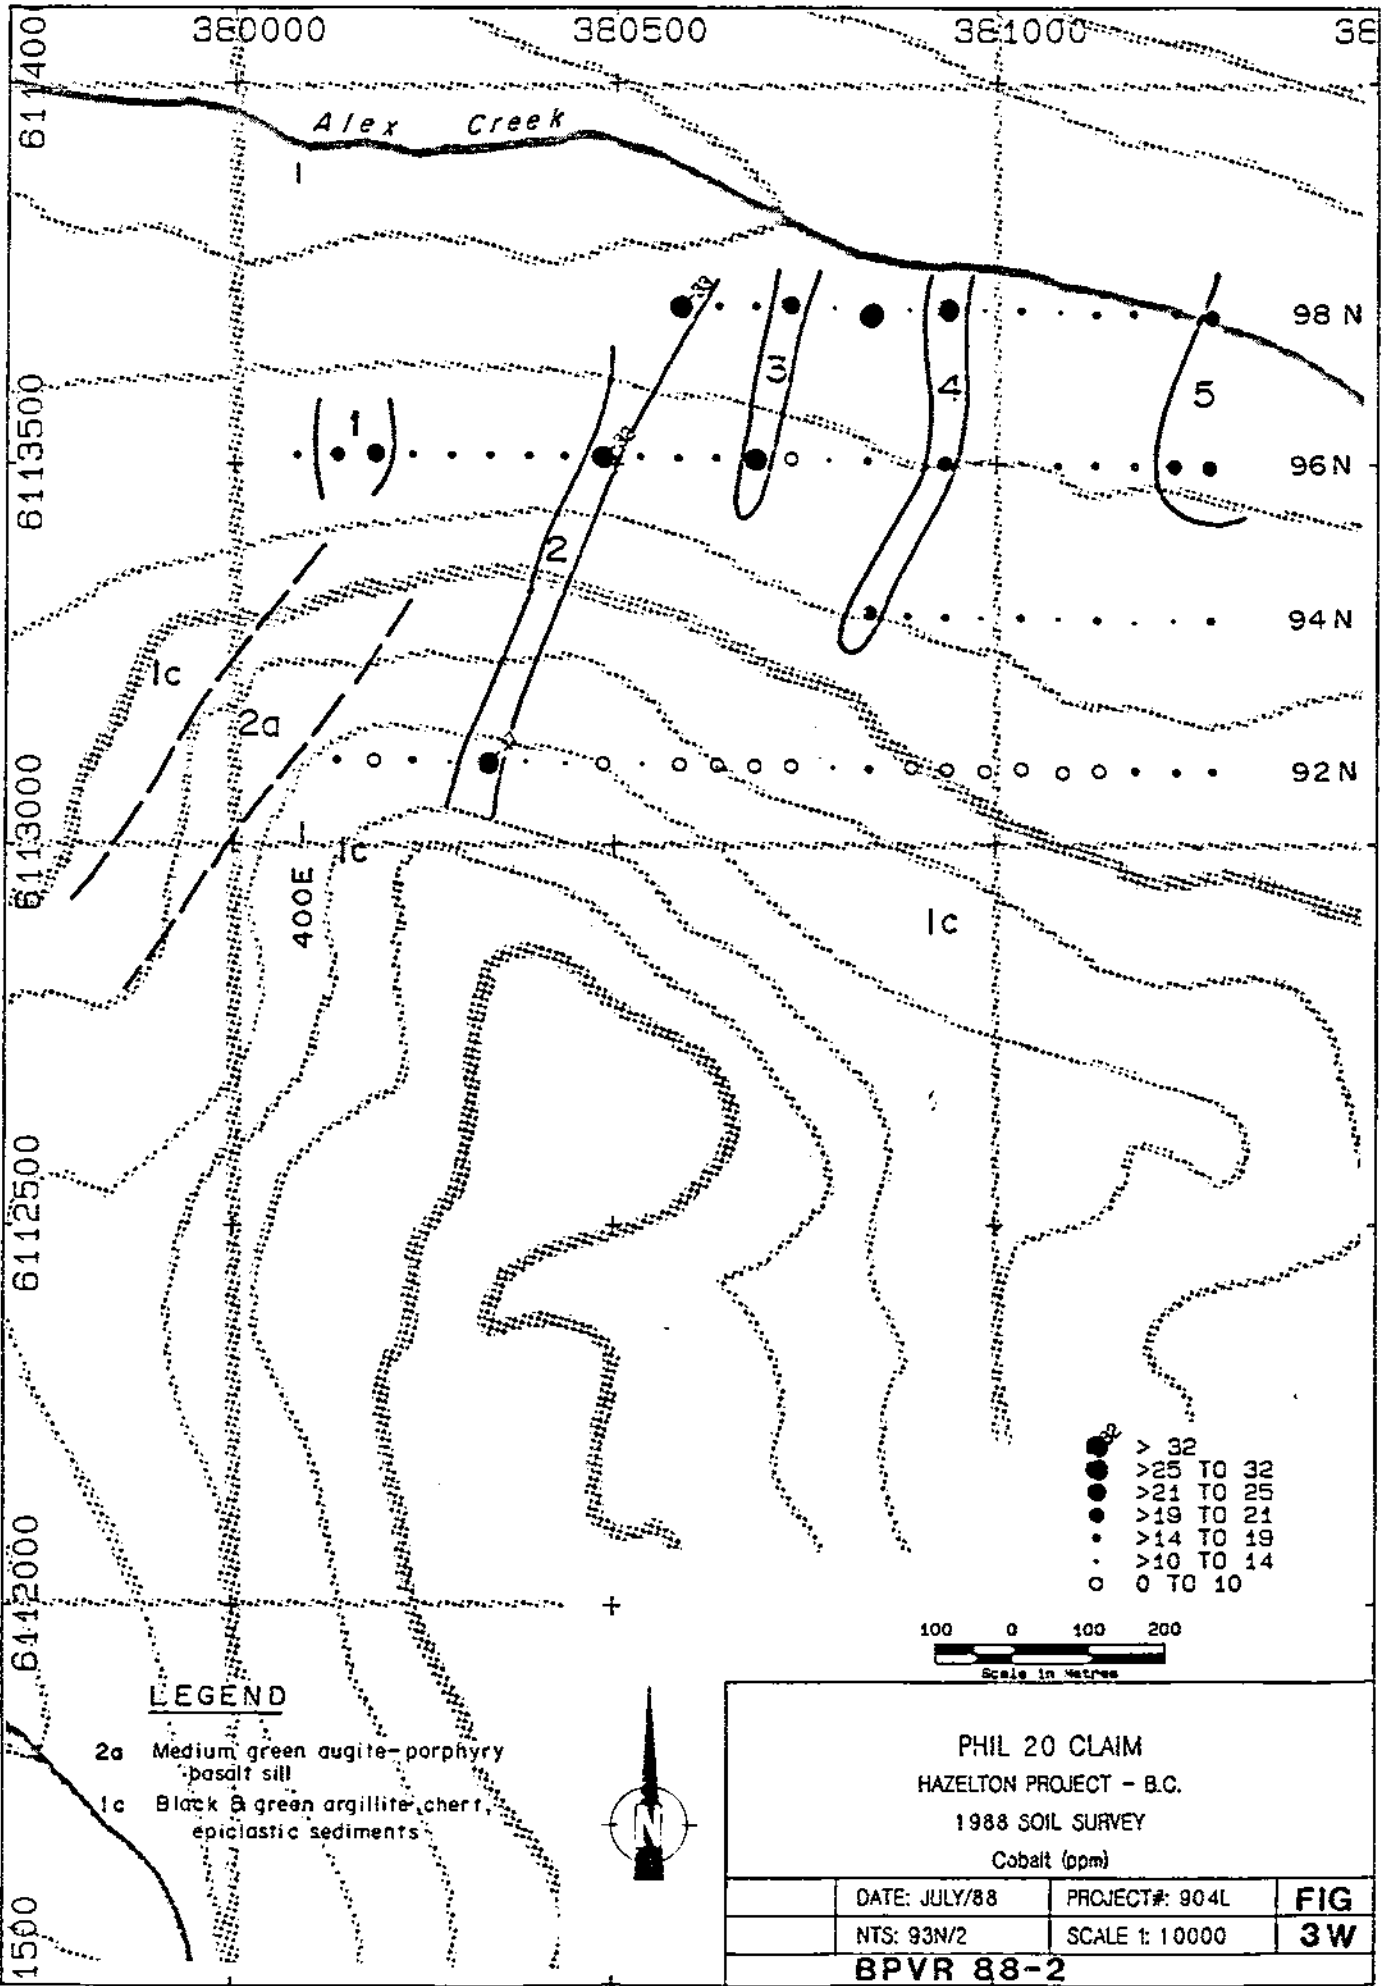 380000 380500 381000 38
611400
Alex Creek
1
98 N
3
4
5
6113500
1
96 N
2
94 N
1c
2a
92 N
6113000
1c
400E
1c
6112500
32
> 32
>25 TO 32
>21 TO 25
>19 TO 21
>14 TO 19
>10 TO 14
0 TO 10
6112000
100 0 100 200
Scale in Metres
LEGEND
2a Medium green augite-porphyry
basalt sill
1c Black & green argillite, chert,
epiclastic sediments
N
1500
PHIL 20 CLAIM
HAZELTON PROJECT - B.C.
1988 SOIL SURVEY
Cobalt (ppm)
DATE: JULY/88 PROJECT#: 904L FIG
NTS: 93N/2 SCALE 1: 10000 3W
BPVR 88-2